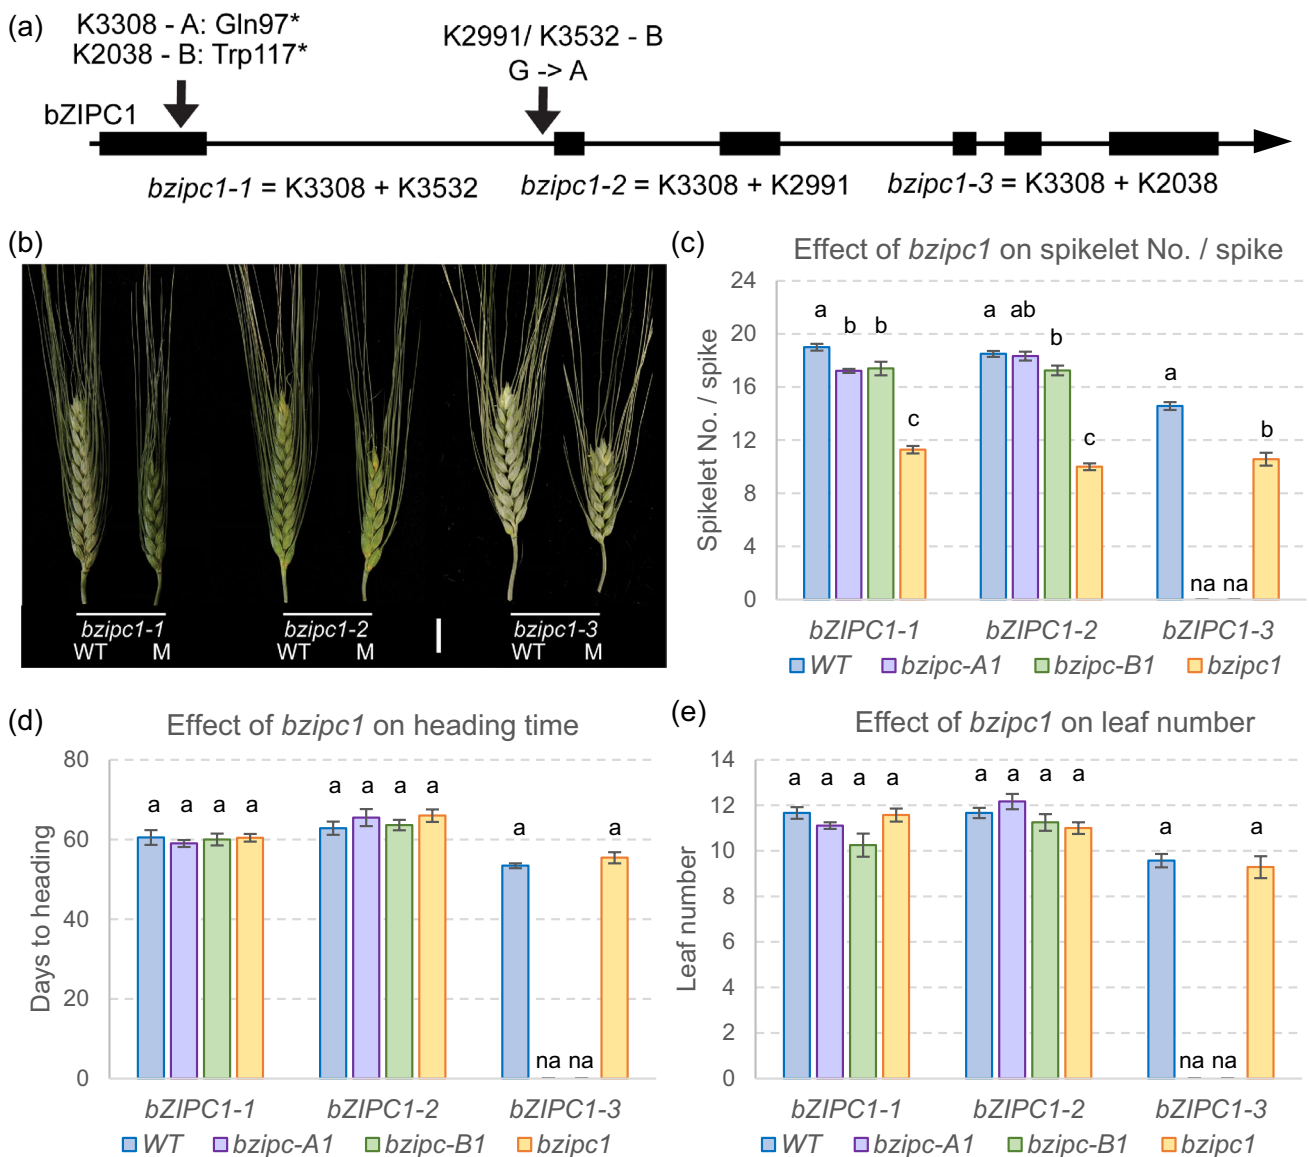 (a)
K3308 - A: Gln97*
K2038 - B: Trp117*
K2991/ K3532 - B
G -> A
bZIPC1
bzipc1-1 = K3308 + K3532
bzipc1-2 = K3308 + K2991
bzipc1-3 = K3308 + K2038
(b)
bzipc1-1
WT M
bzipc1-2
WT M
bzipc1-3
WT M
(c)
Effect of bzipc1 on spikelet No. / spike
Spikelet No. / spike
24
20
16
12
8
4
0
a b b c
a ab b c
a na na b
bZIPC1-1 bZIPC1-2 bZIPC1-3
WT bzipc-A1 bzipc-B1 bzipc1
(d)
Effect of bzipc1 on heading time
Days to heading
80
60
40
20
0
a a a a
a a a a
a na na a
bZIPC1-1 bZIPC1-2 bZIPC1-3
WT bzipc-A1 bzipc-B1 bzipc1
(e)
Effect of bzipc1 on leaf number
Leaf number
14
12
10
8
6
4
2
0
a a a a
a a a a
a na na a
bZIPC1-1 bZIPC1-2 bZIPC1-3
WT bzipc-A1 bzipc-B1 bzipc1